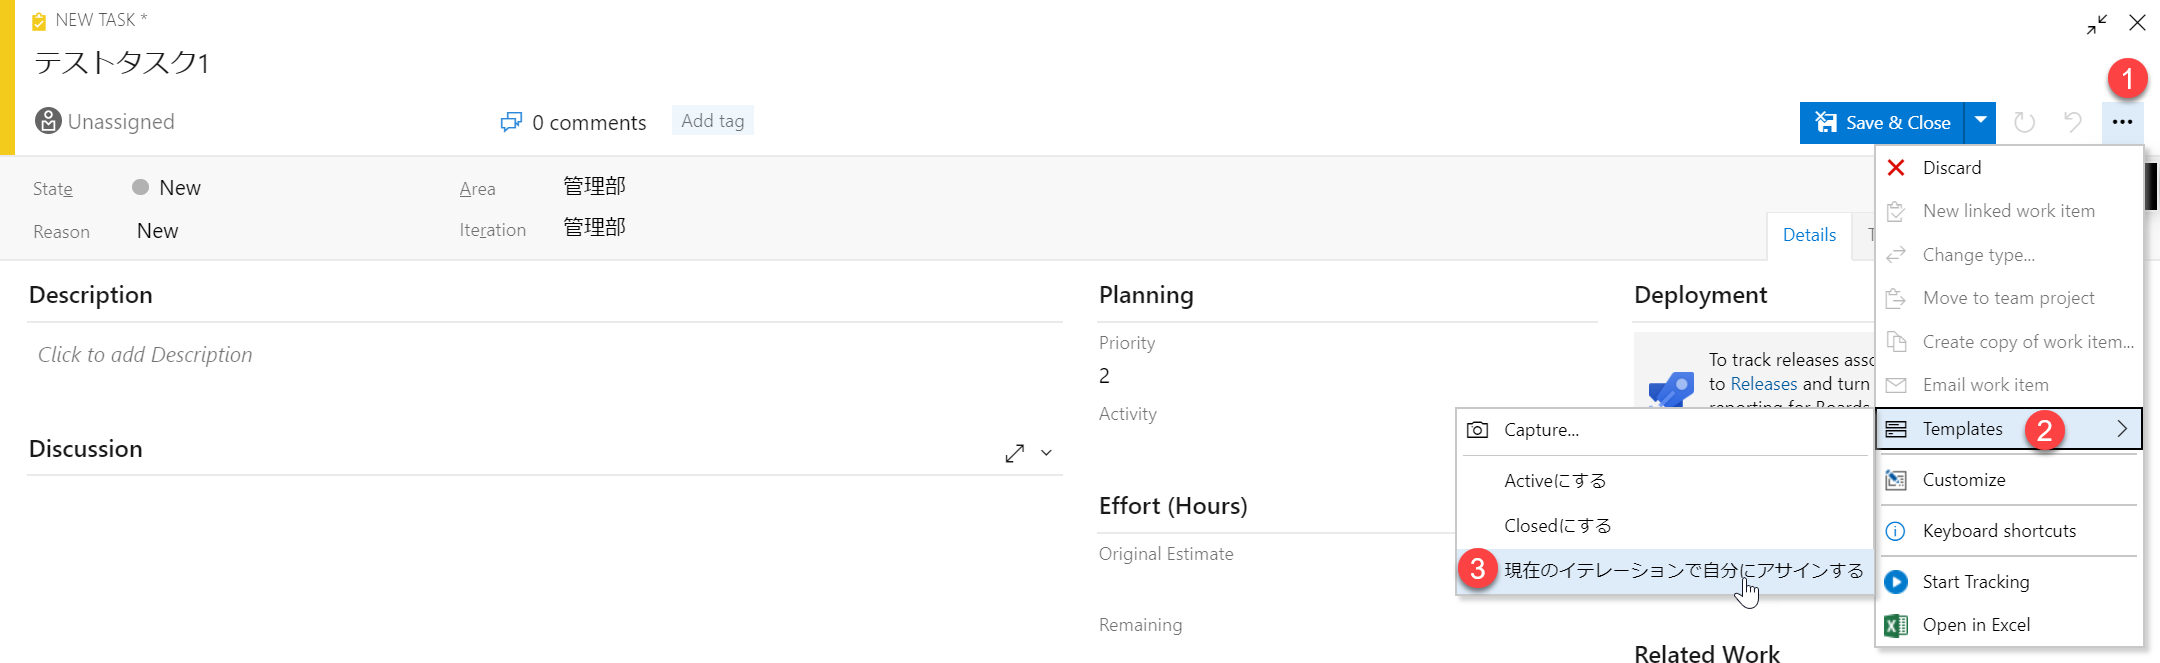 NEW TASK *
テストタスク1
1
Unassigned
0 comments
Add tag
Save & Close
State
New
Area
管理部
Reason
New
Iteration
管理部
Details
T
Description
Click to add Description
Discussion
Planning
Priority
2
Activity
Effort (Hours)
Original Estimate
Remaining
Deployment
To track releases asso
to Releases and turn
reporting for Boards
Related Work
Discard
New linked work item
Change type...
Move to team project
Create copy of work item...
Email work item
Templates
2
Customize
Keyboard shortcuts
Start Tracking
Open in Excel
Capture...
Activeにする
Closedにする
3
現在のイテレーションで自分にアサインする